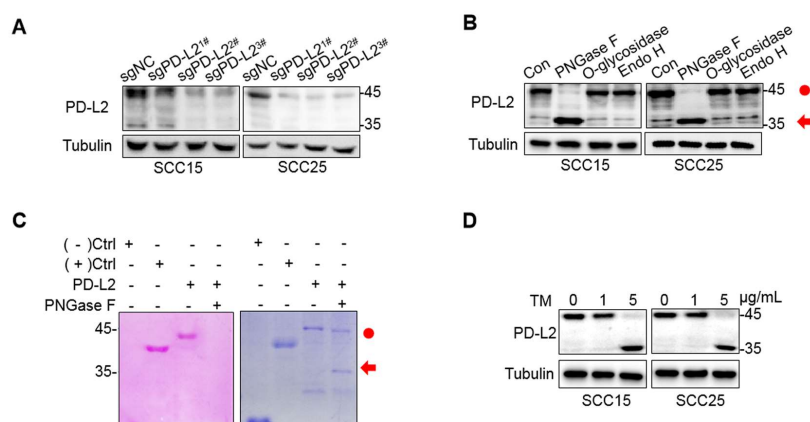 A
sgNC
sgPD-L2¹#
sgPD-L2²#
sgPD-L2³#
sgNC
sgPD-L2¹#
sgPD-L2²#
sgPD-L2³#
PD-L2
-45
-35
Tubulin
SCC15 SCC25
B
Con
PNGase F
O-glycosidase
Endo H
Con
PNGase F
O-glycosidase
Endo H
PD-L2
-45
-35
Tubulin
SCC15 SCC25
C
( - )Ctrl + - - - + - - -
( + )Ctrl - + - - - + - -
PD-L2 - - + + - - + +
PNGase F - - - + - - - +
45-
35-
D
TM 0 1 5 0 1 5 µg/mL
PD-L2
-45
-35
Tubulin
SCC15 SCC25